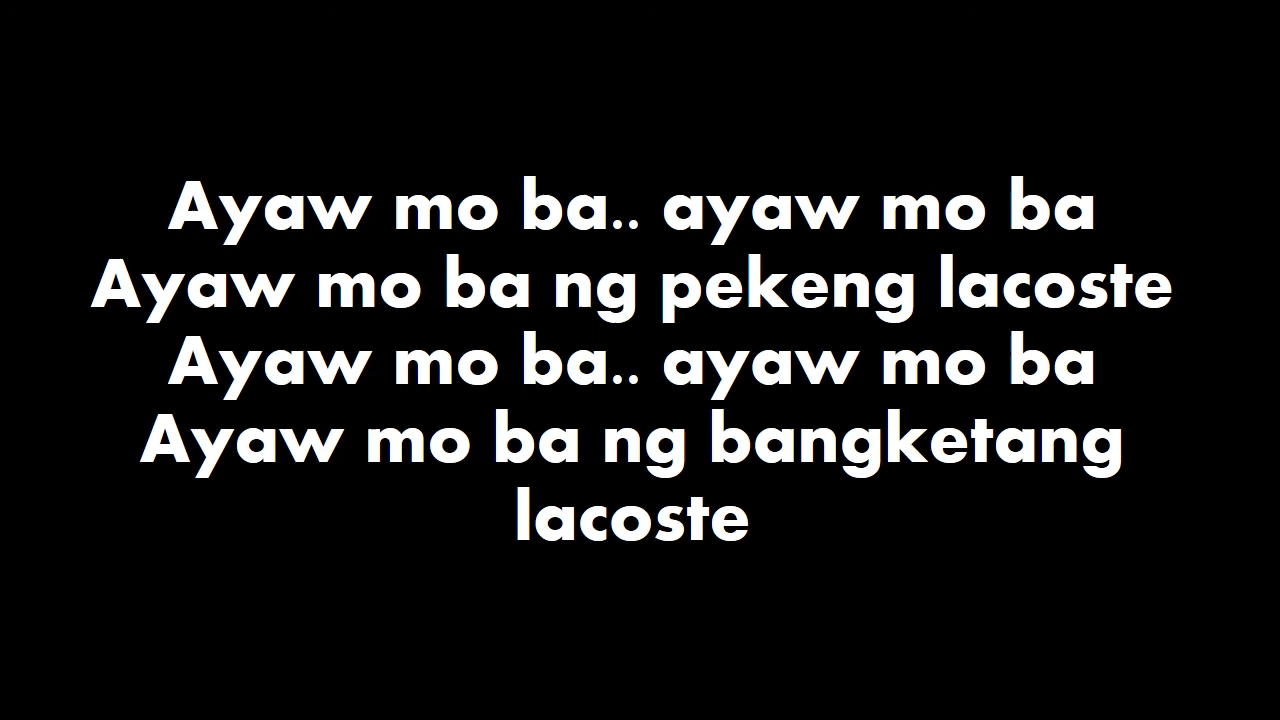 Ayaw mo ba.. ayaw mo ba
Ayaw mo ba ng pekeng lacoste
Ayaw mo ba.. ayaw mo ba
Ayaw mo ba ng bangketang
lacoste